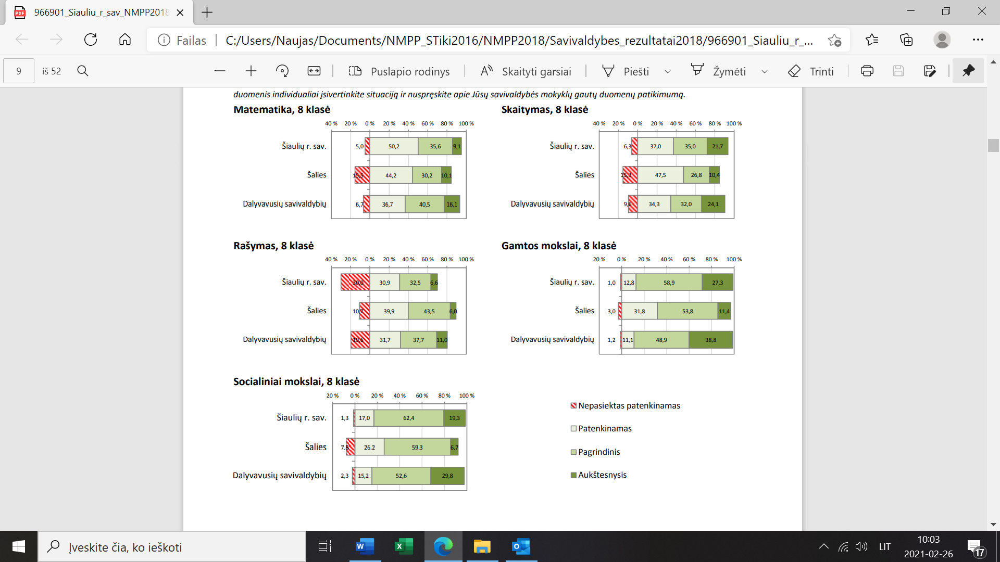 966901_Siauliu_r_sav_NMPP2018
Failas
C:/Users/Naujas/Documents/NMPP_STiki2016/NMPP2018/Savivaldybes_rezultatai2018/966901_Siauliu_r_...
9 iš 52
Puslapio rodinys
Skaityti garsiai
Piešti
Žymėti
Trinti
duomenis individualiai įsivertinkite situaciją ir nuspręskite apie Jūsų savivaldybės mokyklų gautų duomenų patikimumą.
Matematika, 8 klasė
40 % 20 % 0 % 20 % 40 % 60 % 80 % 100 %
Šiaulių r. sav. 5,0 50,2 35,6 9,1
Šalies 15,5 44,2 30,2 10,1
Dalyvavusių savivaldybių 6,7 36,7 40,5 16,1
Skaitymas, 8 klasė
40 % 20 % 0 % 20 % 40 % 60 % 80 % 100 %
Šiaulių r. sav. 6,3 37,0 35,0 21,7
Šalies 15,3 47,5 26,8 10,4
Dalyvavusių savivaldybių 9,6 34,3 32,0 24,1
Rašymas, 8 klasė
40 % 20 % 0 % 20 % 40 % 60 % 80 % 100 %
Šiaulių r. sav. 30,0 30,9 32,5 6,6
Šalies 10,7 39,9 43,5 6,0
Dalyvavusių savivaldybių 19,6 31,7 37,7 11,0
Gamtos mokslai, 8 klasė
20 % 0 % 20 % 40 % 60 % 80 % 100 %
Šiaulių r. sav. 1,0 12,8 58,9 27,3
Šalies 3,0 31,8 53,8 11,4
Dalyvavusių savivaldybių 1,2 11,1 48,9 38,8
Socialiniai mokslai, 8 klasė
20 % 0 % 20 % 40 % 60 % 80 % 100 %
Šiaulių r. sav. 1,3 17,0 62,4 19,3
Šalies 7,8 26,2 59,3 6,7
Dalyvavusių savivaldybių 2,3 15,2 52,6 29,8
Nepasiektas patenkinamas
Patenkinamas
Pagrindinis
Aukštesnysis
Įveskite čia, ko ieškoti
LIT
10:03
2021-02-26
17